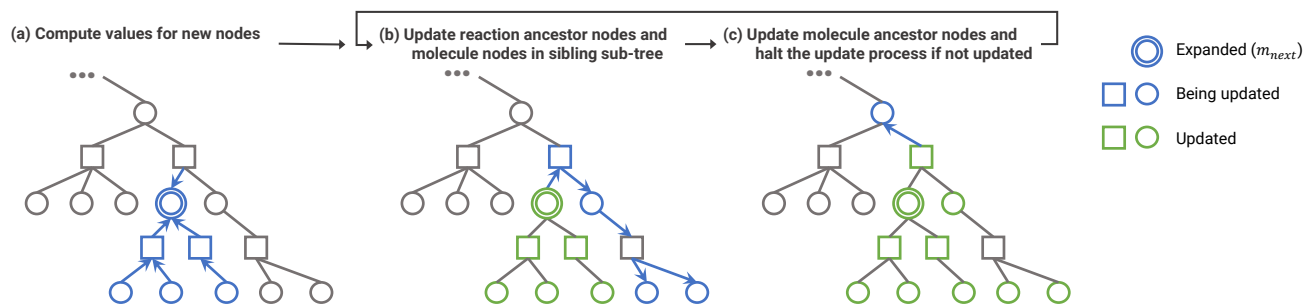 (a) Compute values for new nodes
(b) Update reaction ancestor nodes and
molecule nodes in sibling sub-tree
(c) Update molecule ancestor nodes and
halt the update process if not updated
Expanded (m_next)
Being updated
Updated
•••
•••
•••